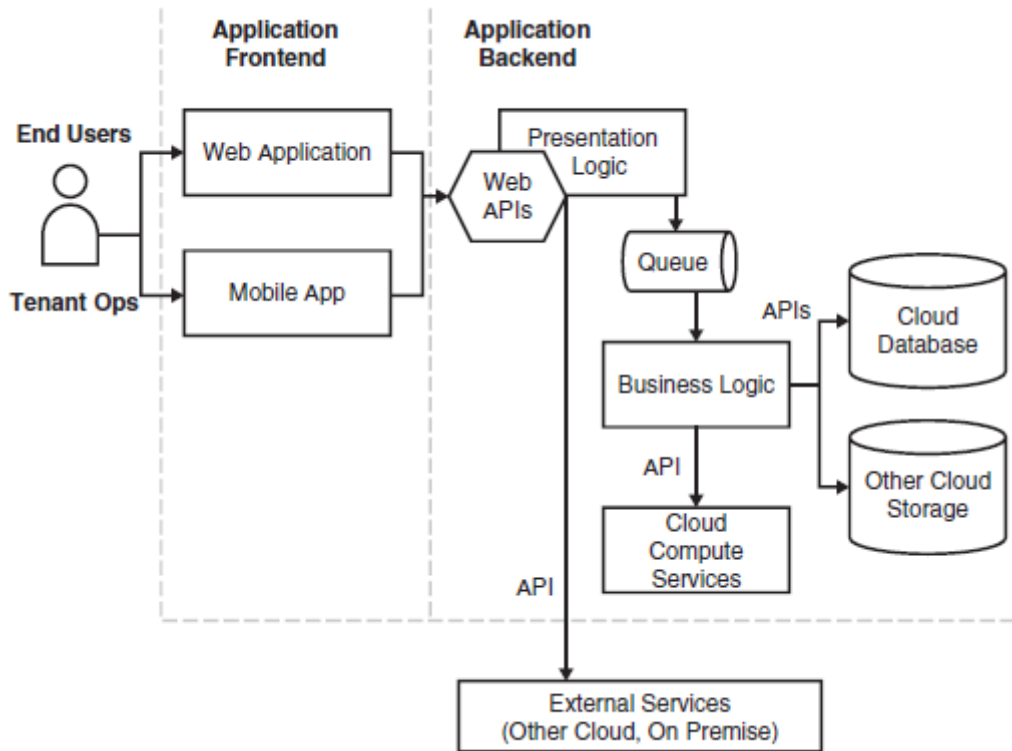 Application
Frontend
Application
Backend
End Users
Tenant Ops
Web Application
Mobile App
Presentation
Logic
Web
APIs
Queue
Business Logic
APIs
Cloud
Database
Other Cloud
Storage
API
Cloud
Compute
Services
API
External Services
(Other Cloud, On Premise)